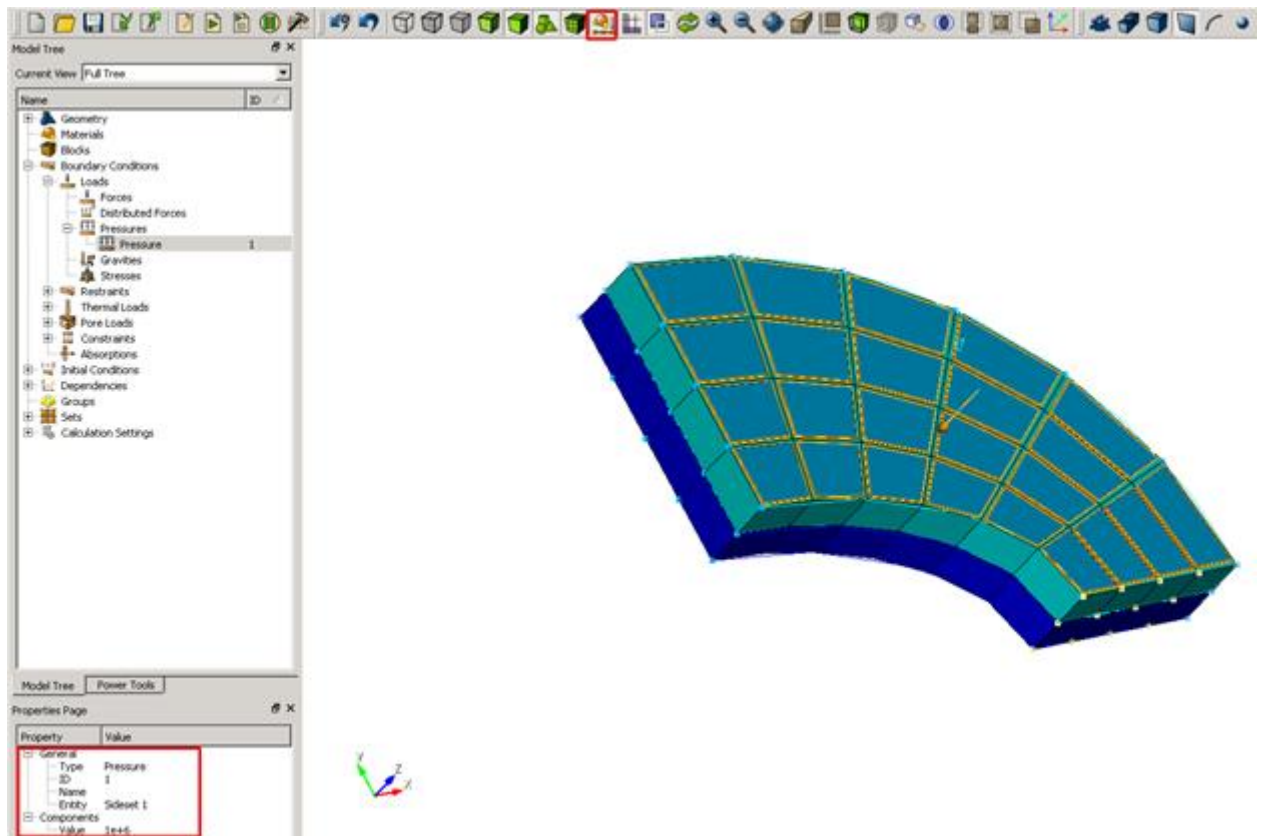 Model Tree
Current View Full Tree
Name ID
Geometry
Materials
Blocks
Boundary Conditions
Loads
Forces
Distributed Forces
Pressures
Pressure 1
Gravities
Stresses
Restraints
Thermal Loads
Pore Loads
Constraints
Absorptions
Initial Conditions
Dependencies
Groups
Sets
Calculation Settings
Model Tree Power Tools
Properties Page
Property Value
General
Type Pressure
ID 1
Name
Entity Sideset 1
Components
Value 1e+6
Y
Z
X